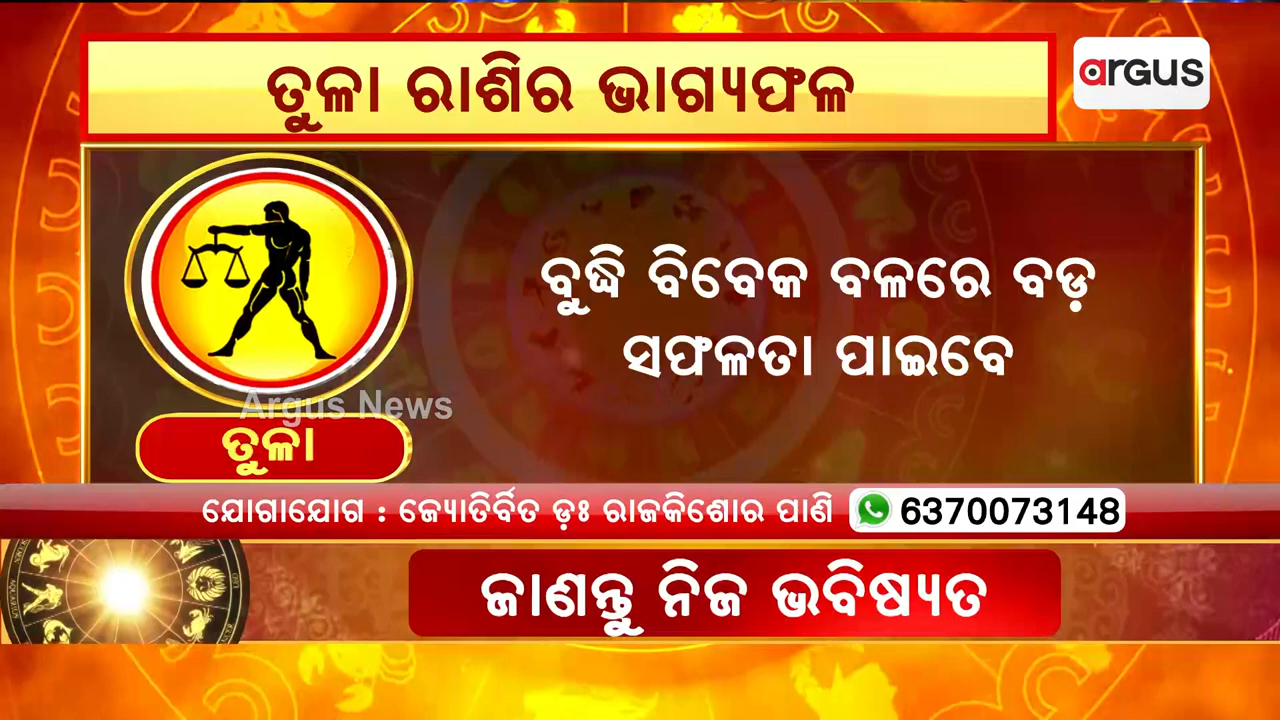 ତୁଳା ରାଶିର ଭାଗ୍ୟଫଳ
argus
ବୁଦ୍ଧି ବିବେକ ବଳରେ ବଡ଼
ସଫଳତା ପାଇବେ
Argus News
ତୁଳା
ଯୋଗାଯୋଗ : ଜ୍ୟୋତିର୍ବିତ ଡ଼ଃ ରାଜକିଶୋର ପାଣି 6370073148
ଜାଣନ୍ତୁ ନିଜ ଭବିଷ୍ୟତ